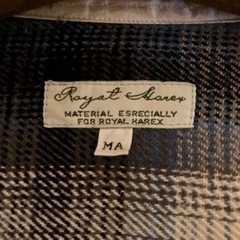 Royal Harex
MATERIAL ESRECIALLY
FOR ROYAL HAREX
MA